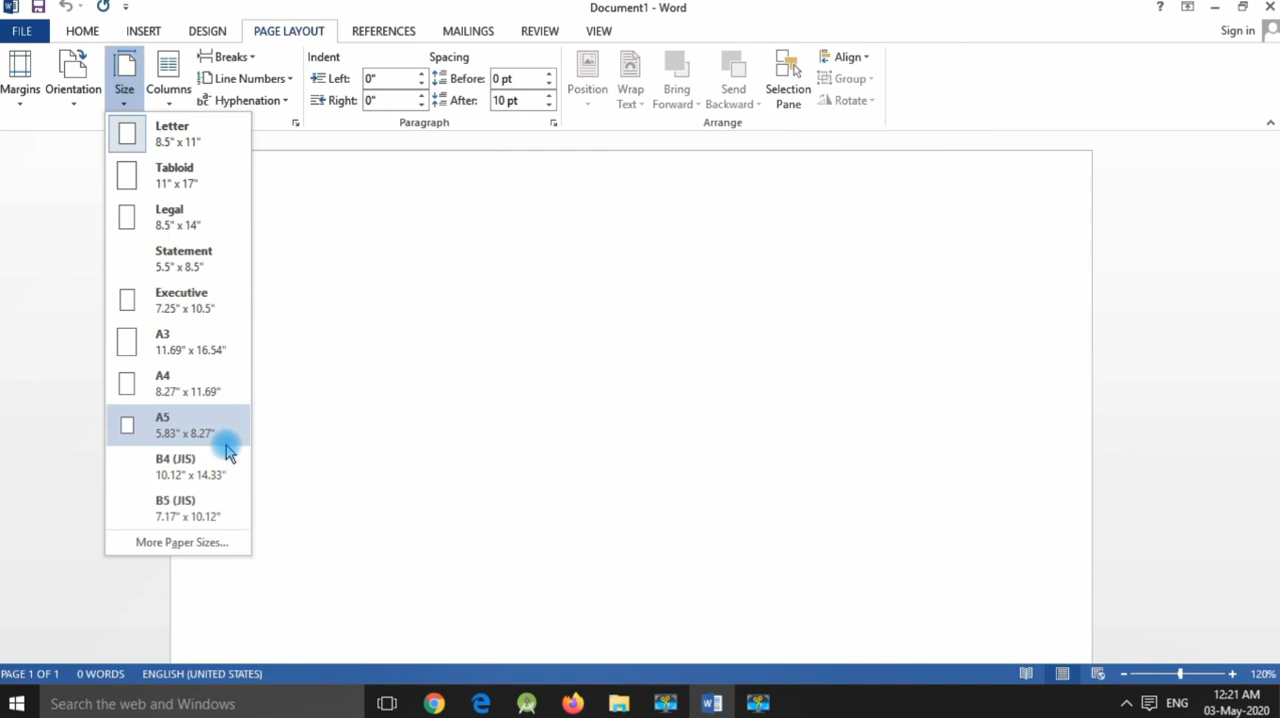 Document1 - Word
?
FILE HOME INSERT DESIGN PAGE LAYOUT REFERENCES MAILINGS REVIEW VIEW Sign in
Margins Orientation Size Columns
Breaks
Line Numbers
bc Hyphenation
Indent Spacing
Left: 0" Before: 0 pt
Right: 0" After: 10 pt
Paragraph
Position Wrap Text Bring Forward Send Backward Selection Pane
Align
Group
Rotate
Arrange
Letter
8.5" x 11"
Tabloid
11" x 17"
Legal
8.5" x 14"
Statement
5.5" x 8.5"
Executive
7.25" x 10.5"
A3
11.69" x 16.54"
A4
8.27" x 11.69"
A5
5.83" x 8.27"
B4 (JIS)
10.12" x 14.33"
B5 (JIS)
7.17" x 10.12"
More Paper Sizes...
PAGE 1 OF 1 0 WORDS ENGLISH (UNITED STATES) 120%
Search the web and Windows
ENG
12:21 AM
03-May-2020